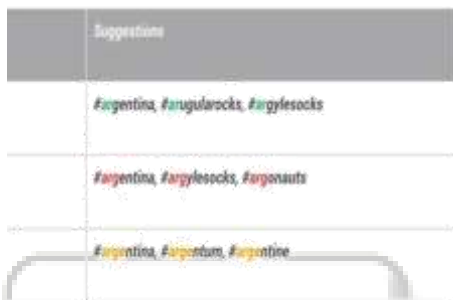 Suggestions
#argentina, #arugularocks, #argylesocks
#argentina, #argylesocks, #argonauts
#argentina, #argentum, #argentine